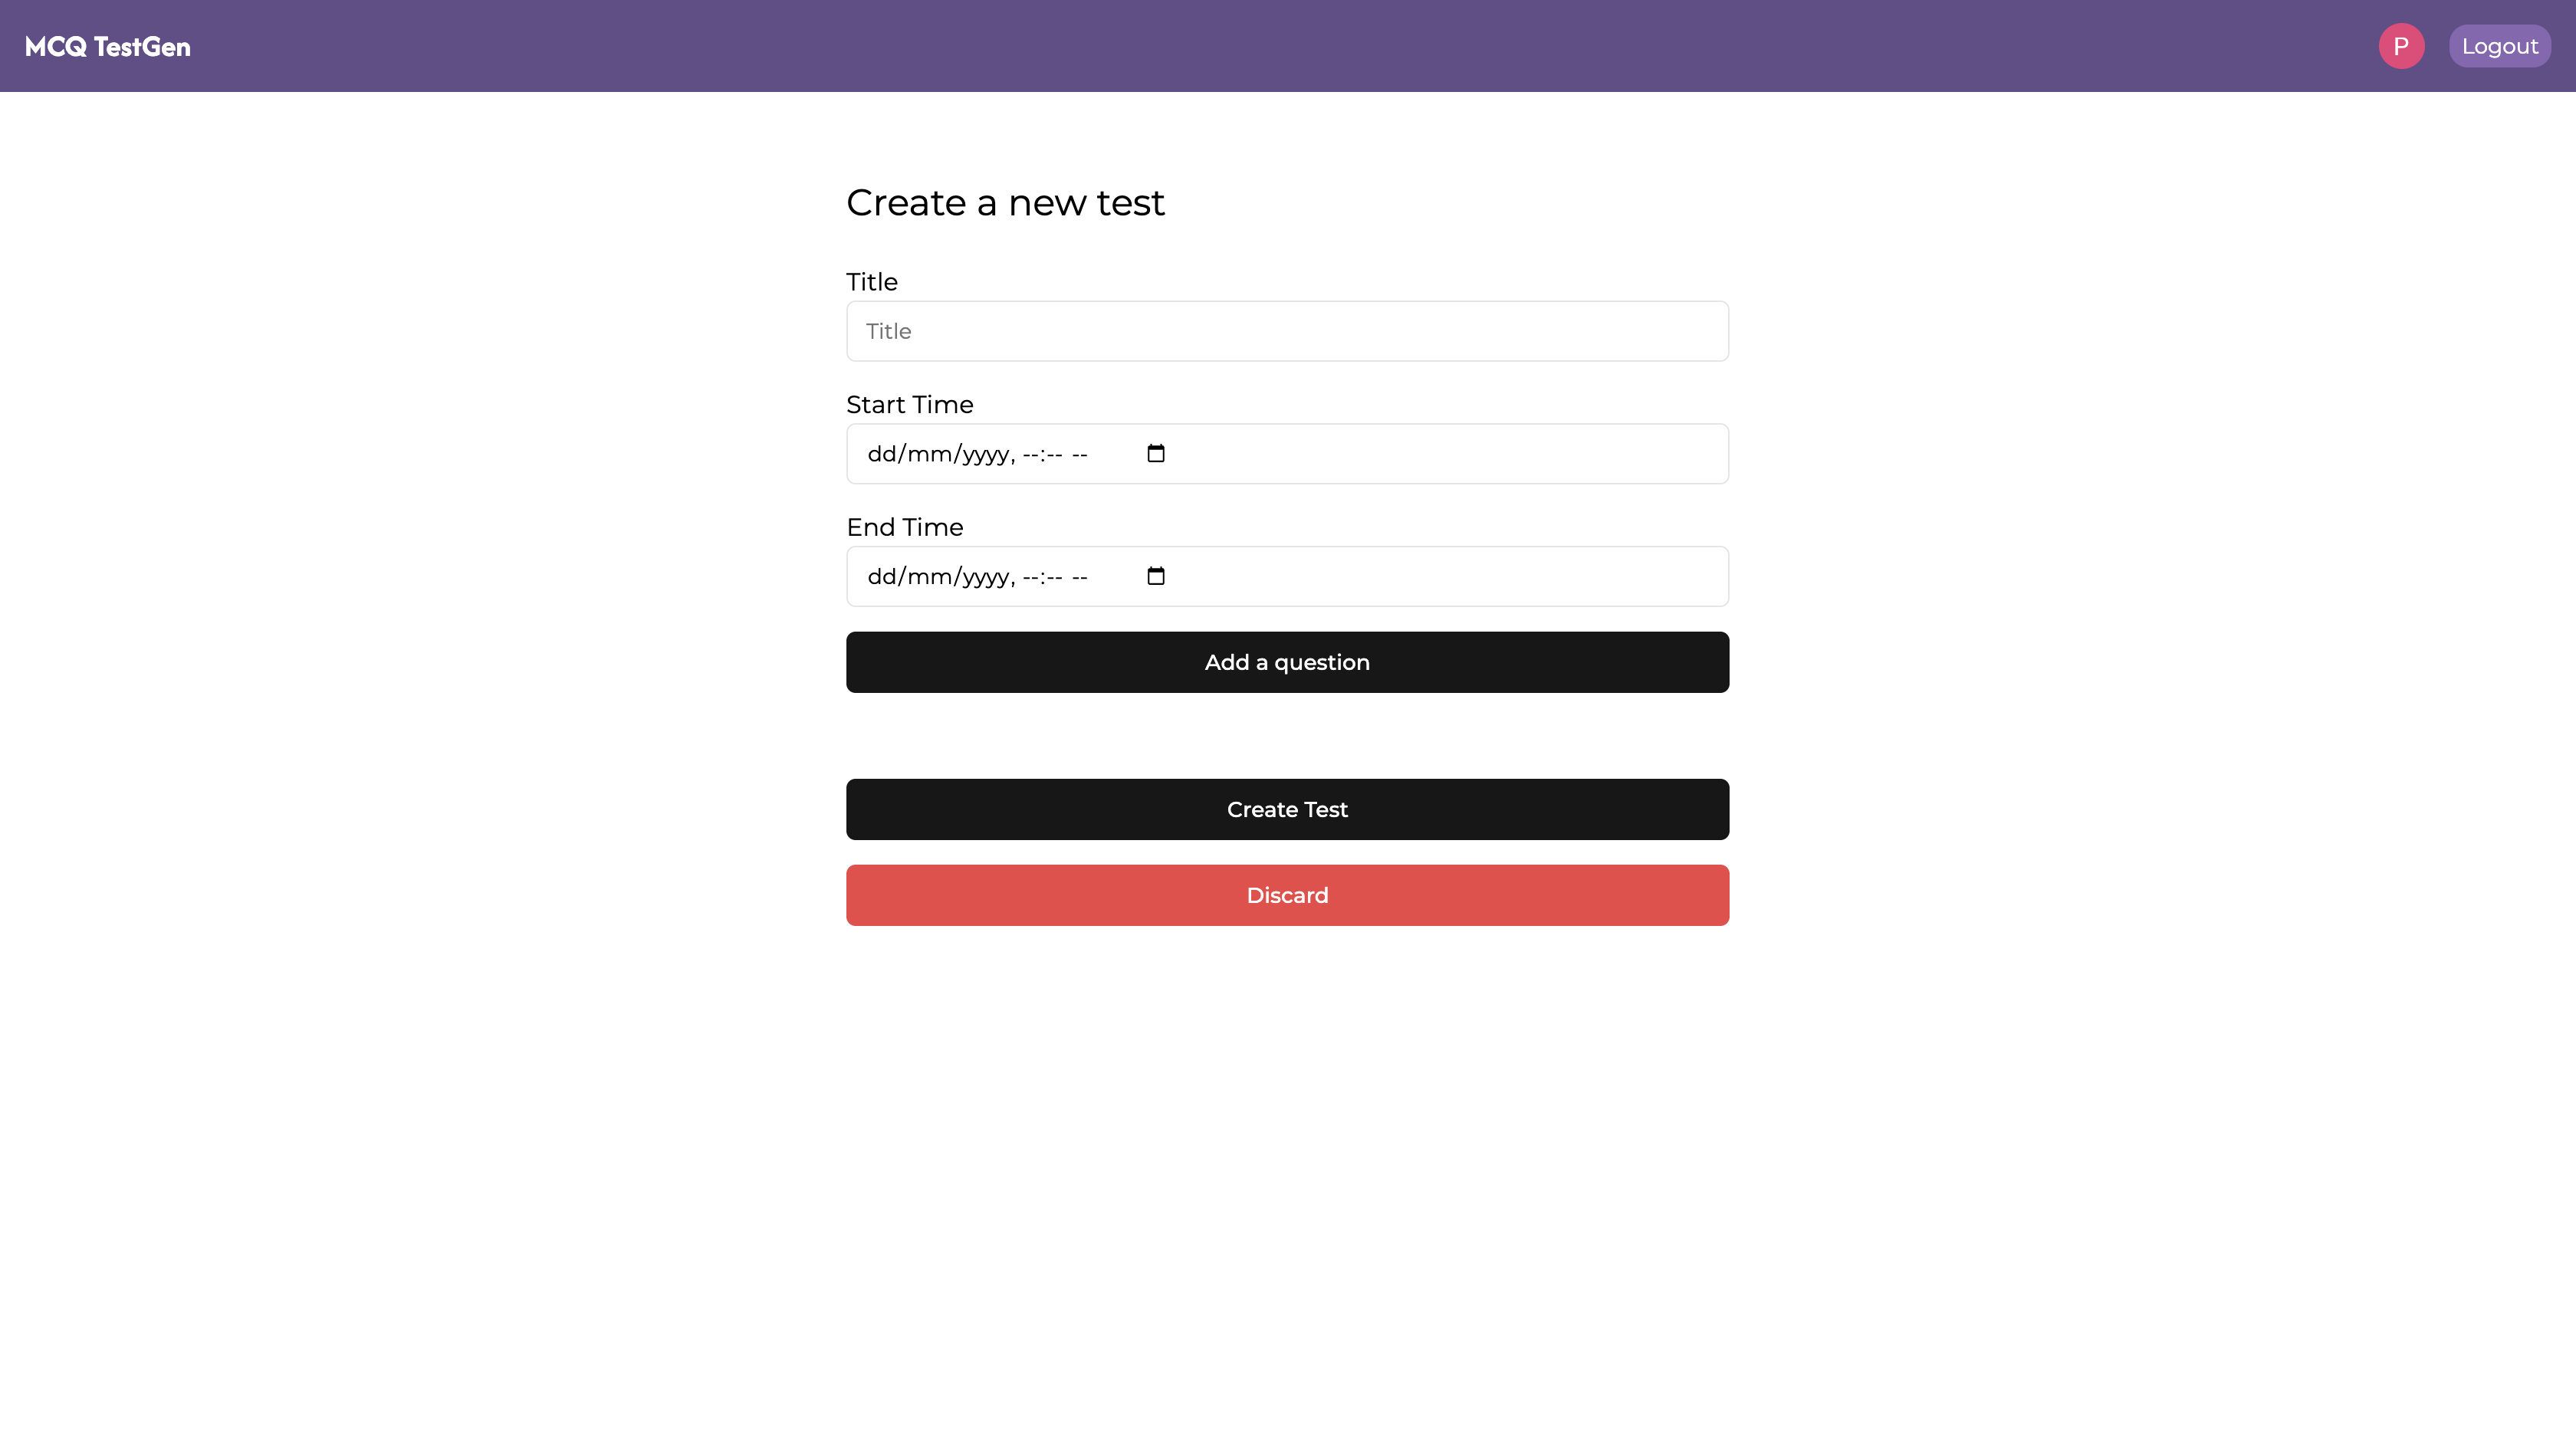 MCQ TestGen
P
Logout
Create a new test
Title
Title
Start Time
dd/mm/yyyy, --:-- --
End Time
dd/mm/yyyy, --:-- --
Add a question
Create Test
Discard